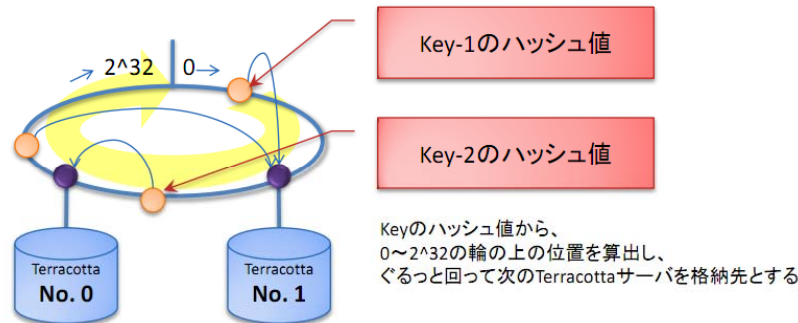 2^32
0
Key-1のハッシュ値
Key-2のハッシュ値
Terracotta
No. 0
Terracotta
No. 1
Keyのハッシュ値から、
0～2^32の輪の上の位置を算出し、
ぐるっと回って次のTerracottaサーバを格納先とする